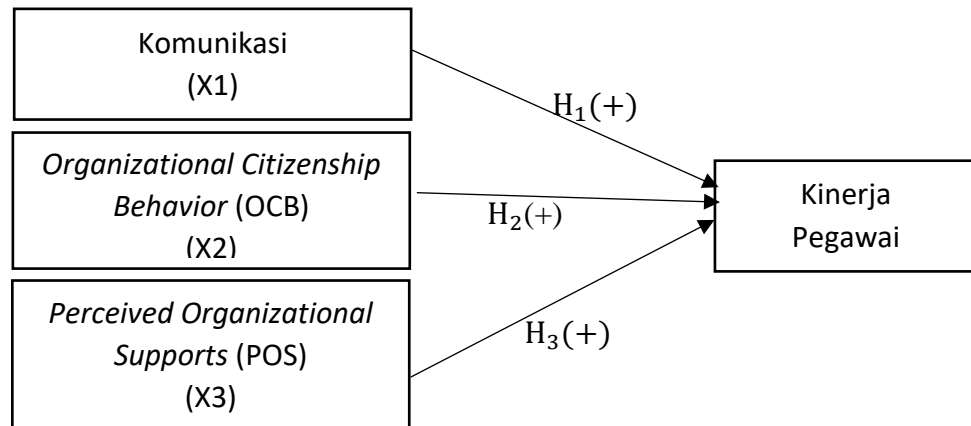 Komunikasi
(X1)
H₁(+)
Organizational Citizenship
Behavior (OCB)
(X2)
H₂(+)
Kinerja
Pegawai
Perceived Organizational
Supports (POS)
(X3)
H₃(+)